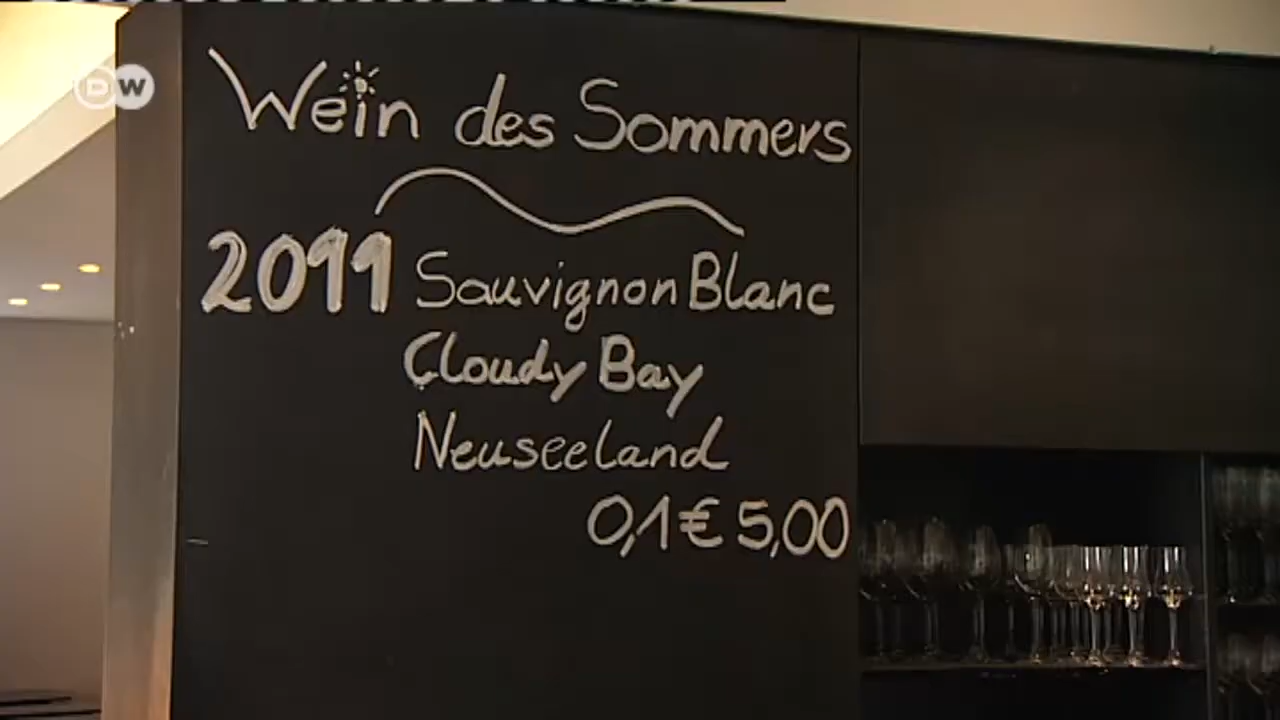 DW
Wein des Sommers
2011 Sauvignon Blanc
Cloudy Bay
Neuseeland
0,1 € 5,00